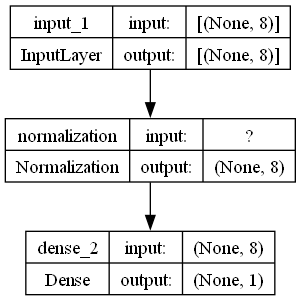 input_1 input: [(None, 8)]
InputLayer output: [(None, 8)]
normalization input: ?
Normalization output: (None, 8)
dense_2 input: (None, 8)
Dense output: (None, 1)